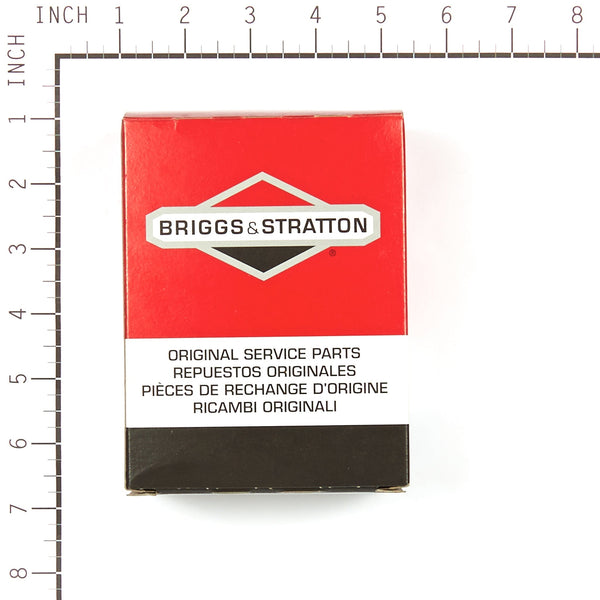 INCH 1 2 3 4 5 6 7 8
INCH
1
2
3
4
5
6
7
8
BRIGGS & STRATTON
®
ORIGINAL SERVICE PARTS
REPUESTOS ORIGINALES
PIÈCES DE RECHANGE D'ORIGINE
RICAMBI ORIGINALI